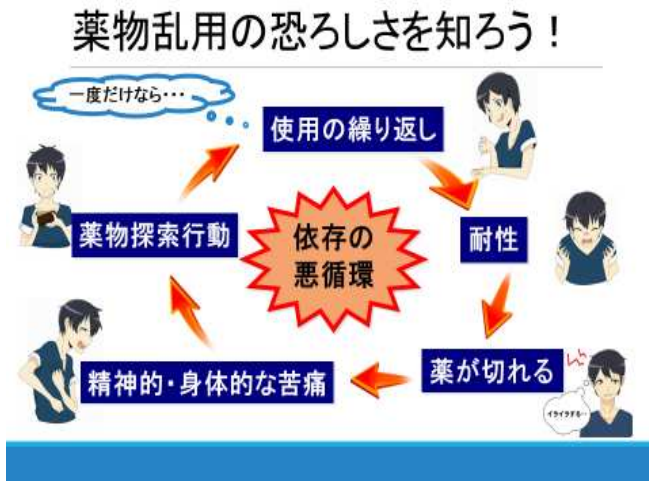 薬物乱用の恐ろしさを知ろう！
一度だけなら・・・
使用の繰り返し
薬物探索行動
依存の
悪循環
耐性
精神的・身体的な苦痛
薬が切れる
イライラする…